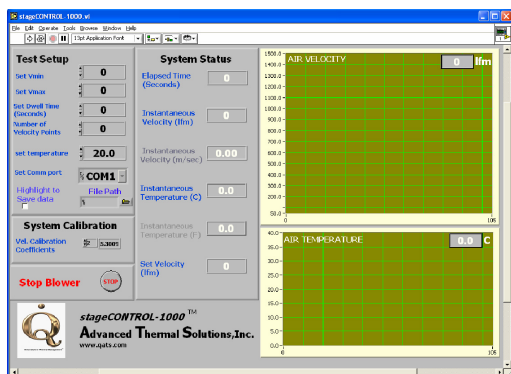 stageCONTROL-1000.vi
File Edit Operate Tools Browse Window Help
13pt Application Font
Test Setup
Set Vmin 0
Set Vmax 0
Set Dwell Time
(Seconds) 0
Number of
Velocity Points 0
set temperature 20.0
Set Comm port COM1
Highlight to
Save data
File Path
System Calibration
Vel. Calibration
Coefficients
Stop Blower STOP
System Status
Elapsed Time
(Seconds) 0
Instantaneous
Velocity (lfm) 0
Instantaneous
Velocity (m/sec) 0.00
Instantaneous
Temperature (C) 0.0
Instantaneous
Temperature (F) 0.0
Set Velocity
(lfm) 0
AIR VELOCITY 0 lfm
1500.0
1400.0
1300.0
1200.0
1100.0
1000.0
900.0
800.0
700.0
600.0
500.0
400.0
300.0
200.0
50.0
0 105
AIR TEMPERATURE 0.0 C
40.0
35.0
30.0
25.0
20.0
15.0
10.0
5.0
0.0
0 105
stageCONTROL-1000 TM
Advanced Thermal Solutions,Inc.
www.qats.com